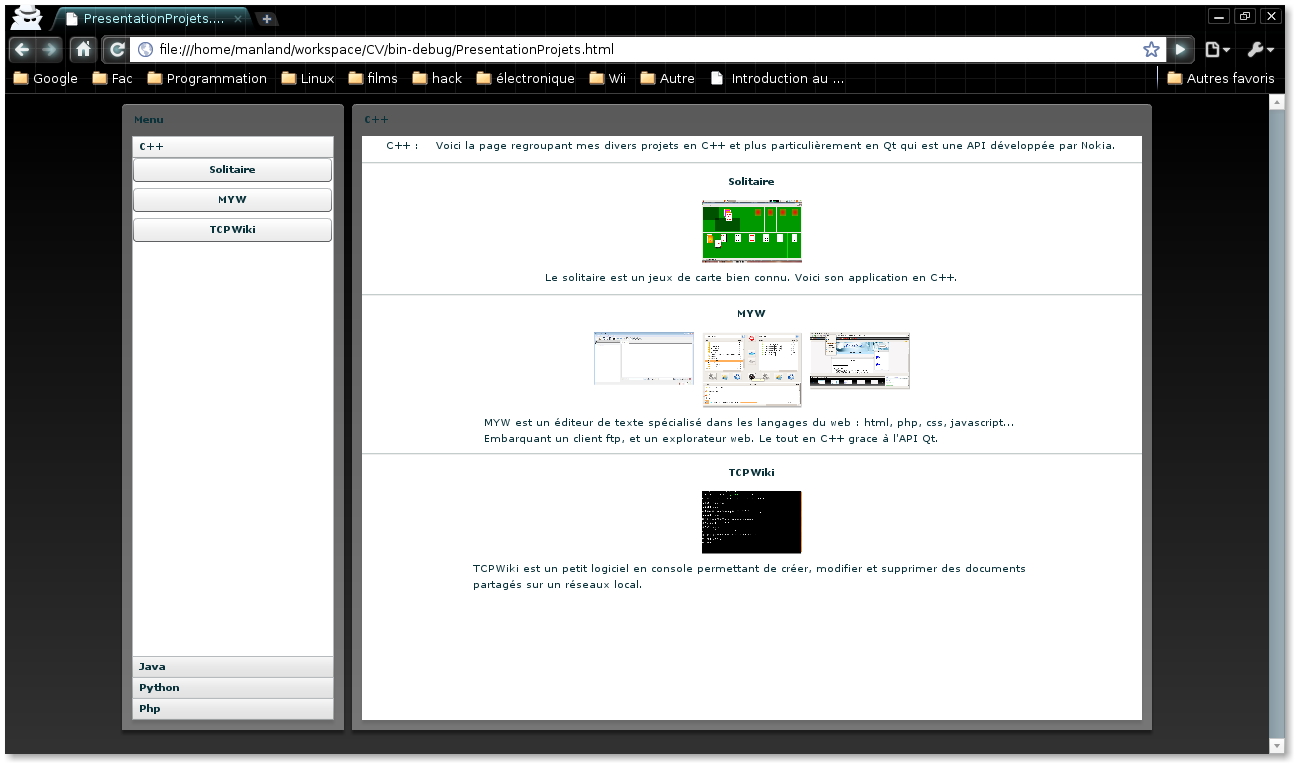 PresentationProjets....
file:///home/manland/workspace/CV/bin-debug/PresentationProjets.html
Google Fac Programmation Linux films hack électronique Wii Autre Introduction au ... Autres favoris
Menu
C++
Solitaire
MYW
TCPWiki
Java
Python
Php
C++
C++ : Voici la page regroupant mes divers projets en C++ et plus particulièrement en Qt qui est une API développée par Nokia.
Solitaire
Le solitaire est un jeux de carte bien connu. Voici son application en C++.
MYW
MYW est un éditeur de texte spécialisé dans les langages du web : html, php, css, javascript...
Embarquant un client ftp, et un explorateur web. Le tout en C++ grace à l'API Qt.
TCPWiki
TCPWiki est un petit logiciel en console permettant de créer, modifier et supprimer des documents
partagés sur un réseaux local.